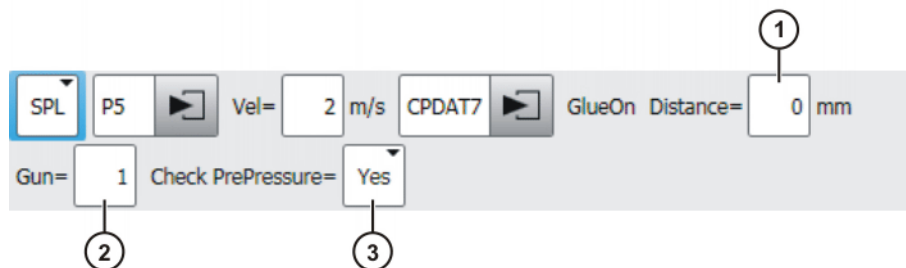 1
SPL P5 Vel= 2 m/s CPDAT7 GlueOn Distance= 0 mm
Gun= 1 Check PrePressure= Yes
2 3